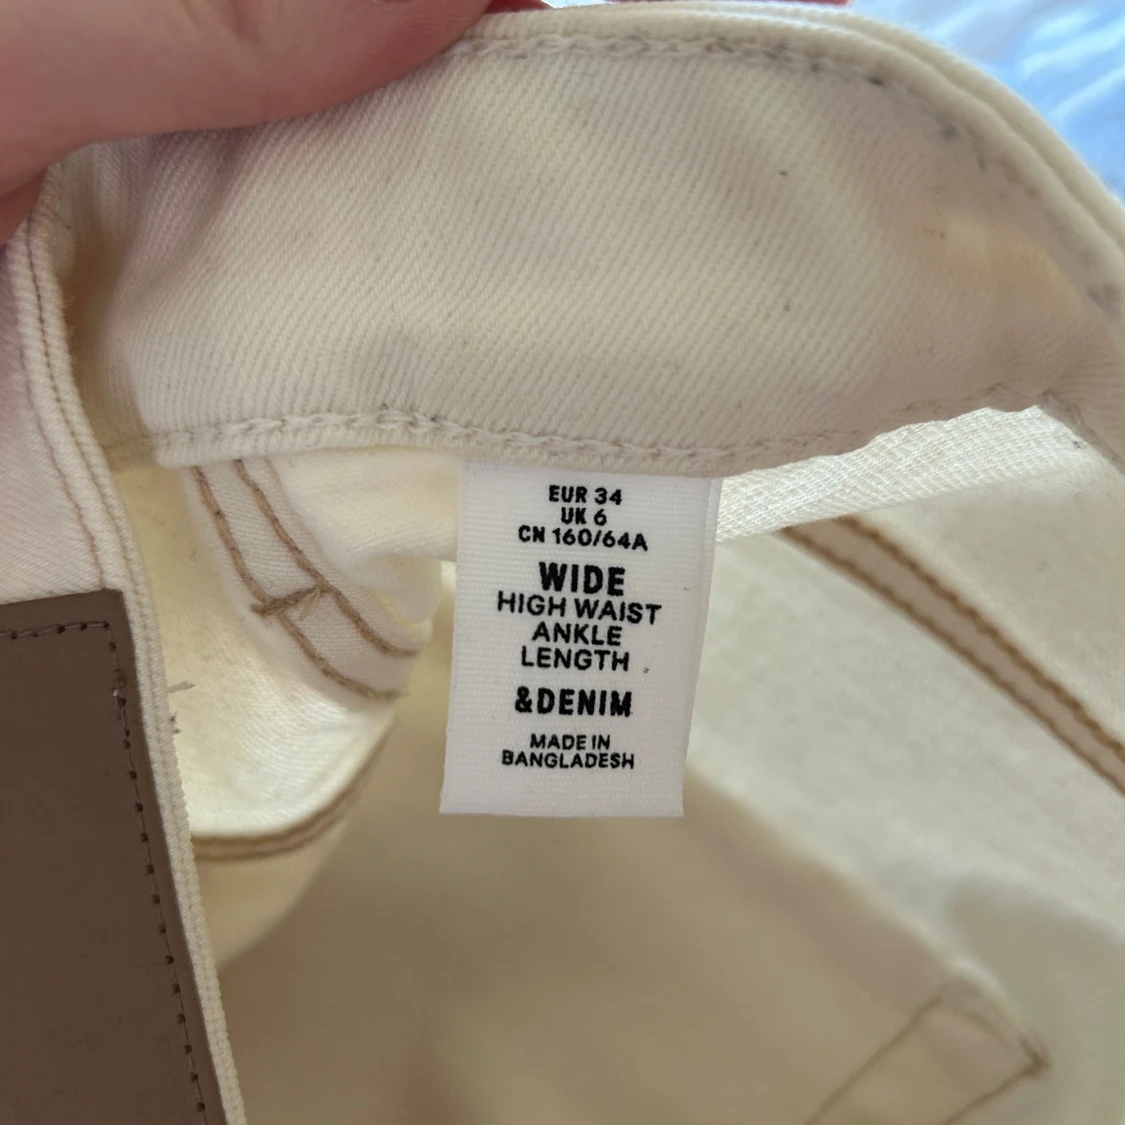 EUR 34
UK 6
CN 160/64A
WIDE
HIGH WAIST
ANKLE
LENGTH
&DENIM
MADE IN
BANGLADESH